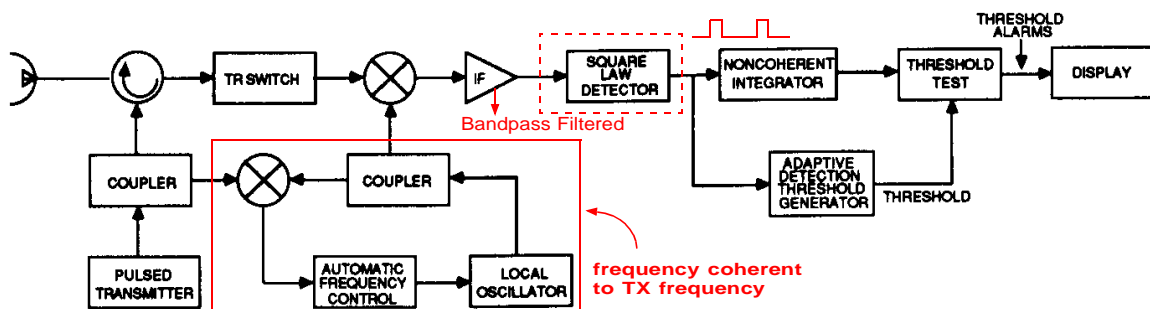 THRESHOLD
ALARMS
TR SWITCH
IF
SQUARE
LAW
DETECTOR
NONCOHERENT
INTEGRATOR
THRESHOLD
TEST
DISPLAY
Bandpass Filtered
COUPLER
COUPLER
ADAPTIVE
DETECTION
THRESHOLD
GENERATOR
THRESHOLD
PULSED
TRANSMITTER
AUTOMATIC
FREQUENCY
CONTROL
LOCAL
OSCILLATOR
frequency coherent
to TX frequency